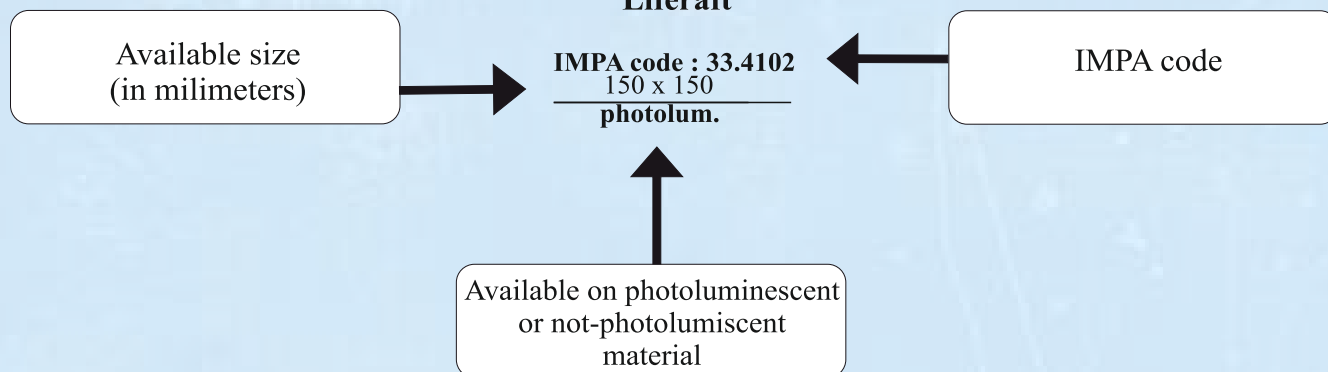 Liferaft
Available size
(in milimeters)
IMPA code : 33.4102
150 x 150
photolum.
IMPA code
Available on photoluminescent
or not-photolumiscent
material